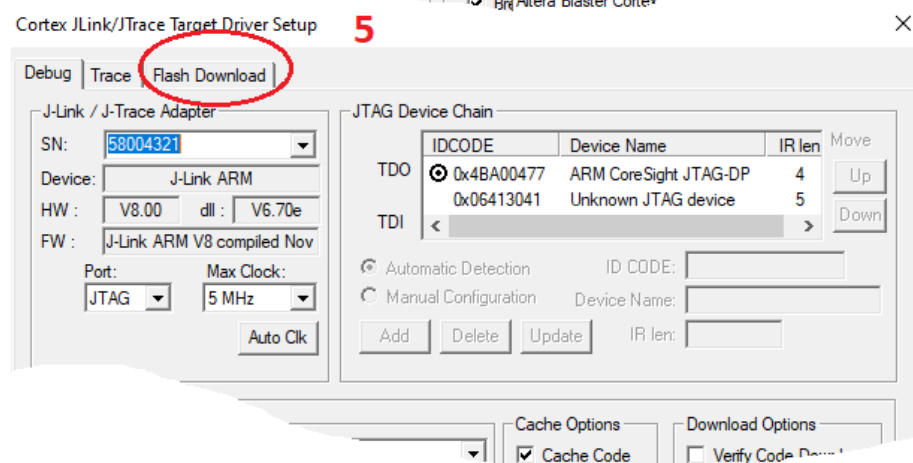 Brg Altera Blaster Cortex
Cortex JLink/JTrace Target Driver Setup
5
Debug
Trace
Flash Download
J-Link / J-Trace Adapter
SN:
58004321
Device:
J-Link ARM
HW :
V8.00
dll :
V6.70e
FW :
J-Link ARM V8 compiled Nov
Port:
Max Clock:
JTAG
5 MHz
Auto Clk
JTAG Device Chain
IDCODE
Device Name
IR len
Move
TDO
0x4BA00477
ARM CoreSight JTAG-DP
4
Up
0x06413041
Unknown JTAG device
5
TDI
Down
Automatic Detection
ID CODE:
Manual Configuration
Device Name:
Add
Delete
Update
IR len:
Cache Options
Download Options
Cache Code
Verify Code